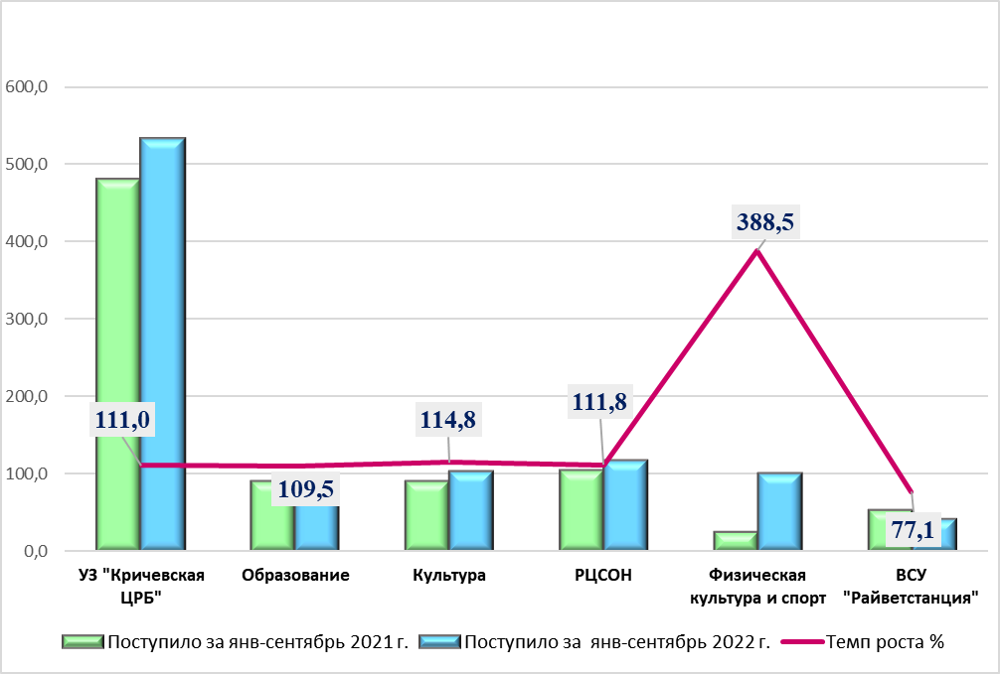 600,0
500,0
400,0
300,0
200,0
100,0
0,0
111,0
109,5
114,8
111,8
388,5
77,1
УЗ "Кричевская
ЦРБ"
Образование
Культура
РЦСОН
Физическая
культура и спорт
ВСУ
"Райветстанция"
Поступило за янв-сентябрь 2021 г.
Поступило за янв-сентябрь 2022 г.
Темп роста %